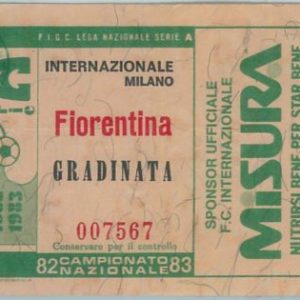 F.I.G.C. LEGA NAZIONALE SERIE A
INTERNAZIONALE
MILANO
Fiorentina
GRADINATA
007567
Conservare per il controllo
82 CAMPIONATO 83
NAZIONALE
A
1983
SPONSOR UFFICIALE
F.C. INTERNAZIONALE
MISURA
NUTRIRSI BENE PER STAR BENE